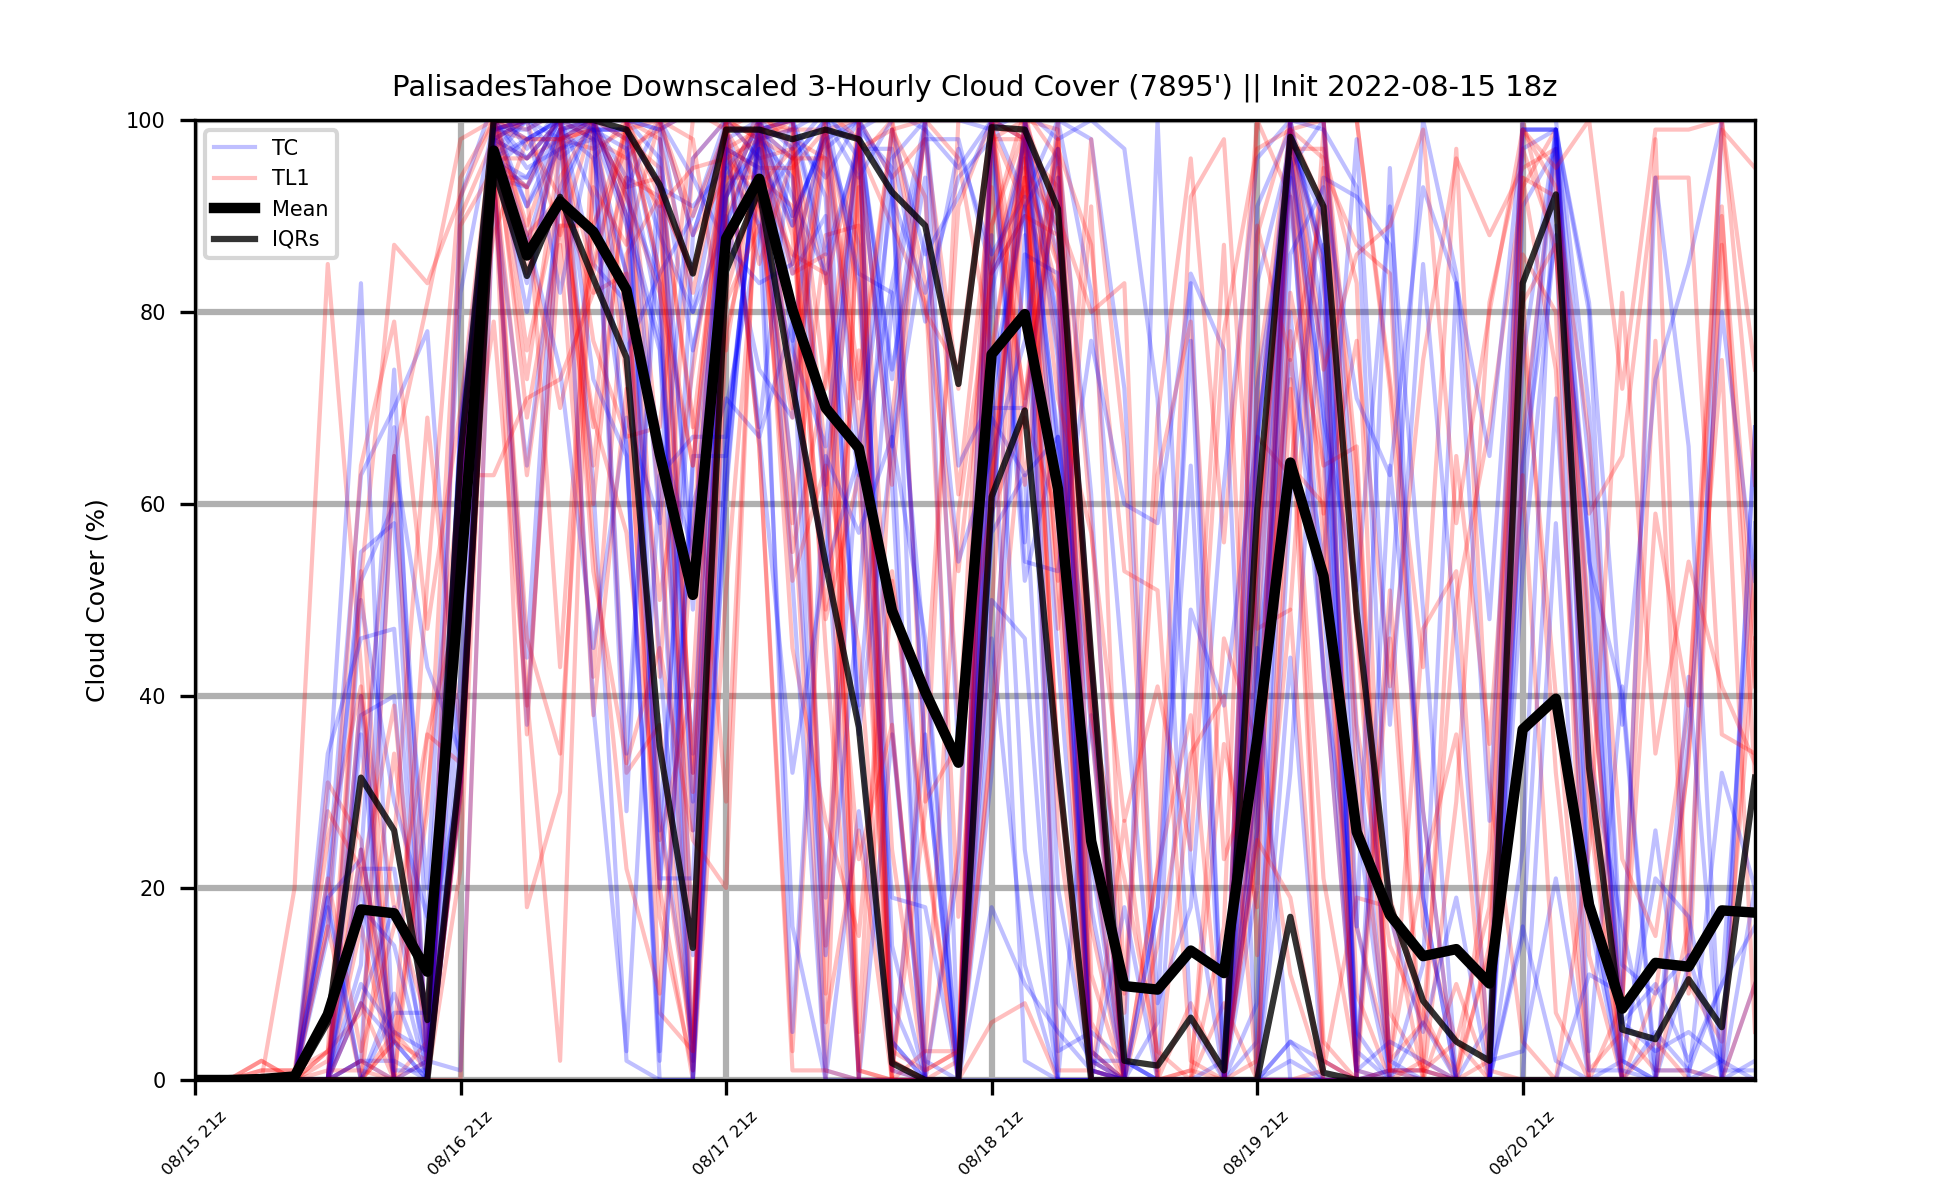 PalisadesTahoe Downscaled 3-Hourly Cloud Cover (7895') || Init 2022-08-15 18z
TC
TL1
Mean
IQRs
Cloud Cover (%)
100
80
60
40
20
0
08/15 21z
08/16 21z
08/17 21z
08/18 21z
08/19 21z
08/20 21z